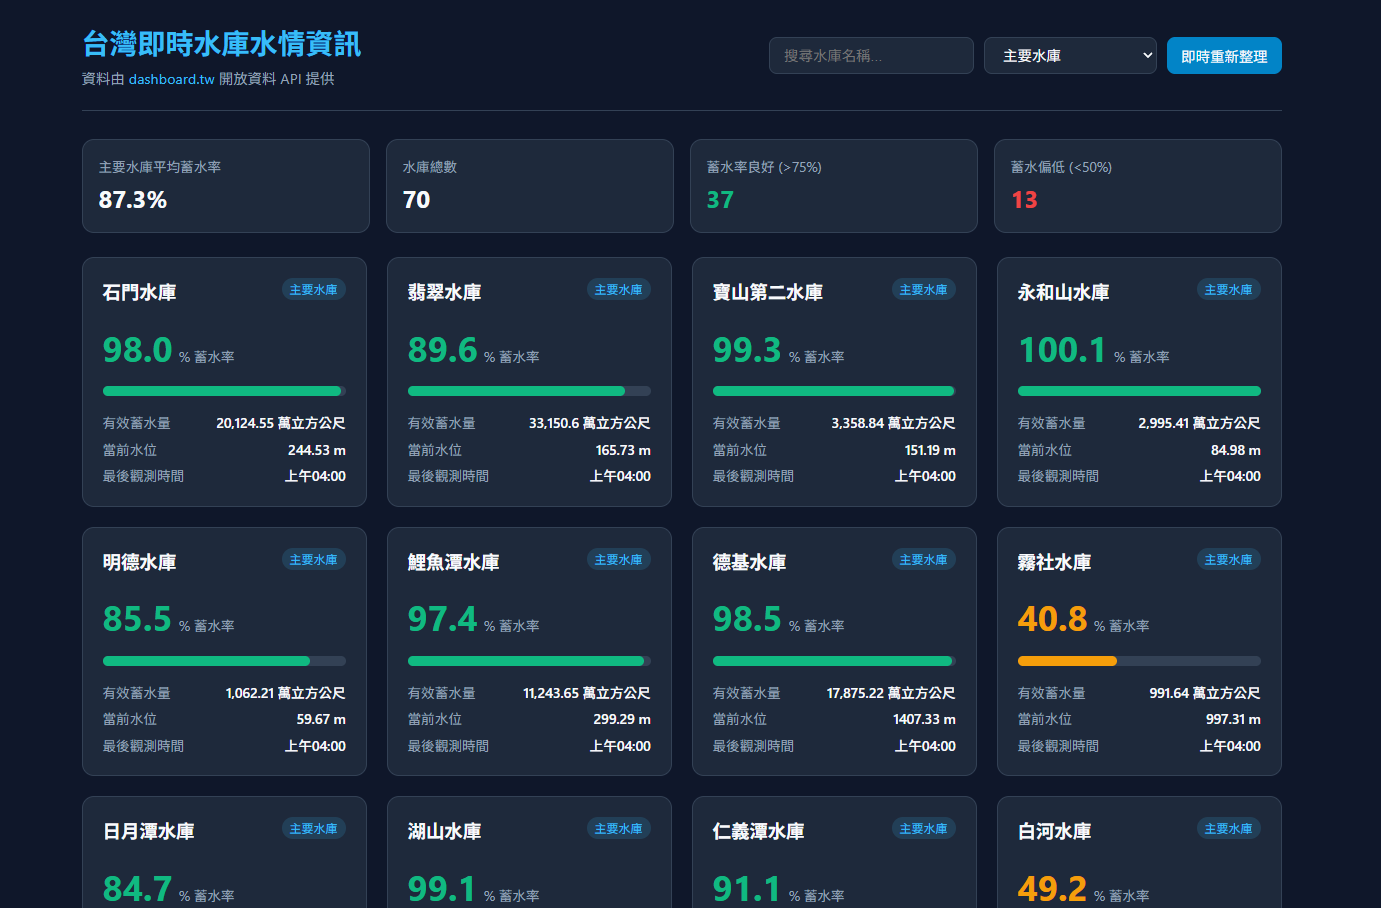 台灣即時水庫水情資訊
資料由 dashboard.tw 開放資料 API 提供
搜尋水庫名稱...
主要水庫
即時重新整理
主要水庫平均蓄水率
87.3%
水庫總數
70
蓄水率良好 (>75%)
37
蓄水偏低 (<50%)
13
石門水庫 主要水庫
98.0 % 蓄水率
有效蓄水量 20,124.55 萬立方公尺
當前水位 244.53 m
最後觀測時間 上午04:00
翡翠水庫 主要水庫
89.6 % 蓄水率
有效蓄水量 33,150.6 萬立方公尺
當前水位 165.73 m
最後觀測時間 上午04:00
寶山第二水庫 主要水庫
99.3 % 蓄水率
有效蓄水量 3,358.84 萬立方公尺
當前水位 151.19 m
最後觀測時間 上午04:00
永和山水庫 主要水庫
100.1 % 蓄水率
有效蓄水量 2,995.41 萬立方公尺
當前水位 84.98 m
最後觀測時間 上午04:00
明德水庫 主要水庫
85.5 % 蓄水率
有效蓄水量 1,062.21 萬立方公尺
當前水位 59.67 m
最後觀測時間 上午04:00
鯉魚潭水庫 主要水庫
97.4 % 蓄水率
有效蓄水量 11,243.65 萬立方公尺
當前水位 299.29 m
最後觀測時間 上午04:00
德基水庫 主要水庫
98.5 % 蓄水率
有效蓄水量 17,875.22 萬立方公尺
當前水位 1407.33 m
最後觀測時間 上午04:00
霧社水庫 主要水庫
40.8 % 蓄水率
有效蓄水量 991.64 萬立方公尺
當前水位 997.31 m
最後觀測時間 上午04:00
日月潭水庫 主要水庫
84.7 % 蓄水率
湖山水庫 主要水庫
99.1 % 蓄水率
仁義潭水庫 主要水庫
91.1 % 蓄水率
白河水庫 主要水庫
49.2 % 蓄水率